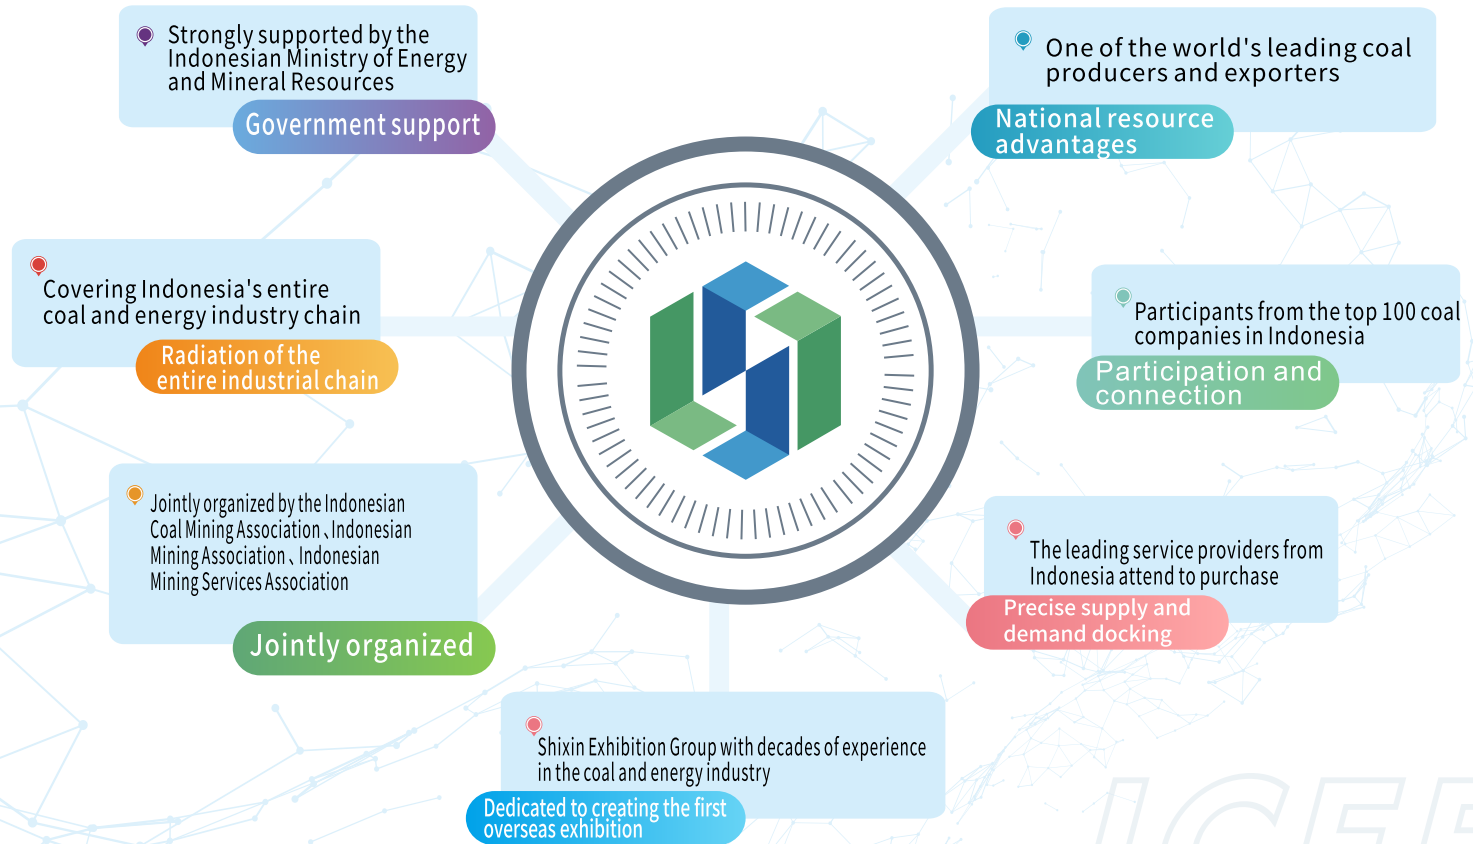 Strongly supported by the
Indonesian Ministry of Energy
and Mineral Resources
Government support
One of the world's leading coal
producers and exporters
National resource
advantages
Covering Indonesia's entire
coal and energy industry chain
Radiation of the
entire industrial chain
Participants from the top 100 coal
companies in Indonesia
Participation and
connection
Jointly organized by the Indonesian
Coal Mining Association、Indonesian
Mining Association、Indonesian
Mining Services Association
Jointly organized
The leading service providers from
Indonesia attend to purchase
Precise supply and
demand docking
Shixin Exhibition Group with decades of experience
in the coal and energy industry
Dedicated to creating the first
overseas exhibition